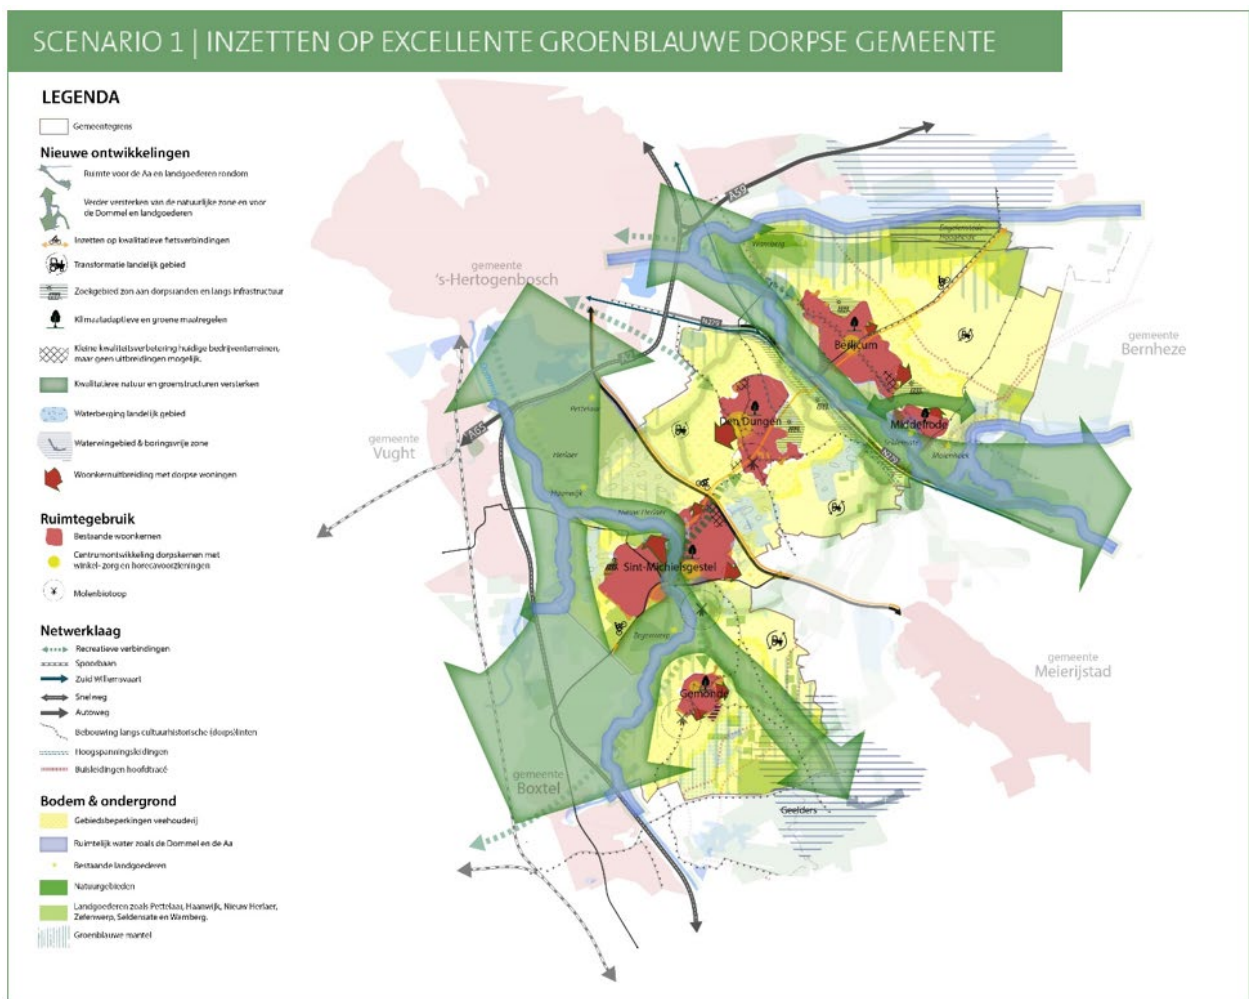 SCENARIO 1 | INZETTEN OP EXCELLENTE GROENBLAUWE DORPSE GEMEENTE
LEGENDA
Gemeentegrens
Nieuwe ontwikkelingen
Ruimte voor de Aa en landgoederen rondom
Verder versterken van de natuurlijke zone en voor
de Dommel en landgoederen
Inzetten op kwalitatieve fietsverbindingen
Transformatie landelijk gebied
Zoekgebied zon aan dorpsranden en langs infrastructuur
Klimaatadaptieve en groene maatregelen
Kleine kwaliteitsverbetering huidige bedrijventerreinen,
maar geen uitbreidingen mogelijk.
Kwalitatieve natuur en groenstructuren versterken
Waterberging landelijk gebied
Waterwingebied & boringsvrije zone
Woonkernuitbreiding met dorpse woningen
Ruimtegebruik
Bestaande woonkernen
Centrumontwikkeling dorpskernen met
winkel- zorg en horecavoorzieningen
Molenbiotoop
Netwerklaag
Recreatieve verbindingen
Spoorbaan
Zuid Willemsvaart
Snelweg
Autoweg
Bebouwing langs cultuurhistorische (dorps)linten
Hoogspanningsleidingen
Buisleidingen hoofdtracé
Bodem & ondergrond
Gebiedsbeperkingen veehouderij
Ruimtelijk water zoals de Dommel en de Aa
Bestaande landgoederen
Natuurgebieden
Landgoederen zoals Pettelaar, Haanwijk, Nieuw Herlaer,
Zefenwerp, Seldensate en Wamberg.
Groenblauwe mantel
A59
Wamberg
gemeente
's-Hertogenbosch
A2
gemeente
Bernheze
Berlicum
Pettelaar
Den Dungen
Middelrode
Seldensate
N279
gemeente
Vught
A65
Herlaer
Haanwijk
Nieuw Herlaer
Sint-Michielsgestel
gemeente
Meierijstad
Gemonde
gemeente
Boxtel
Geelders